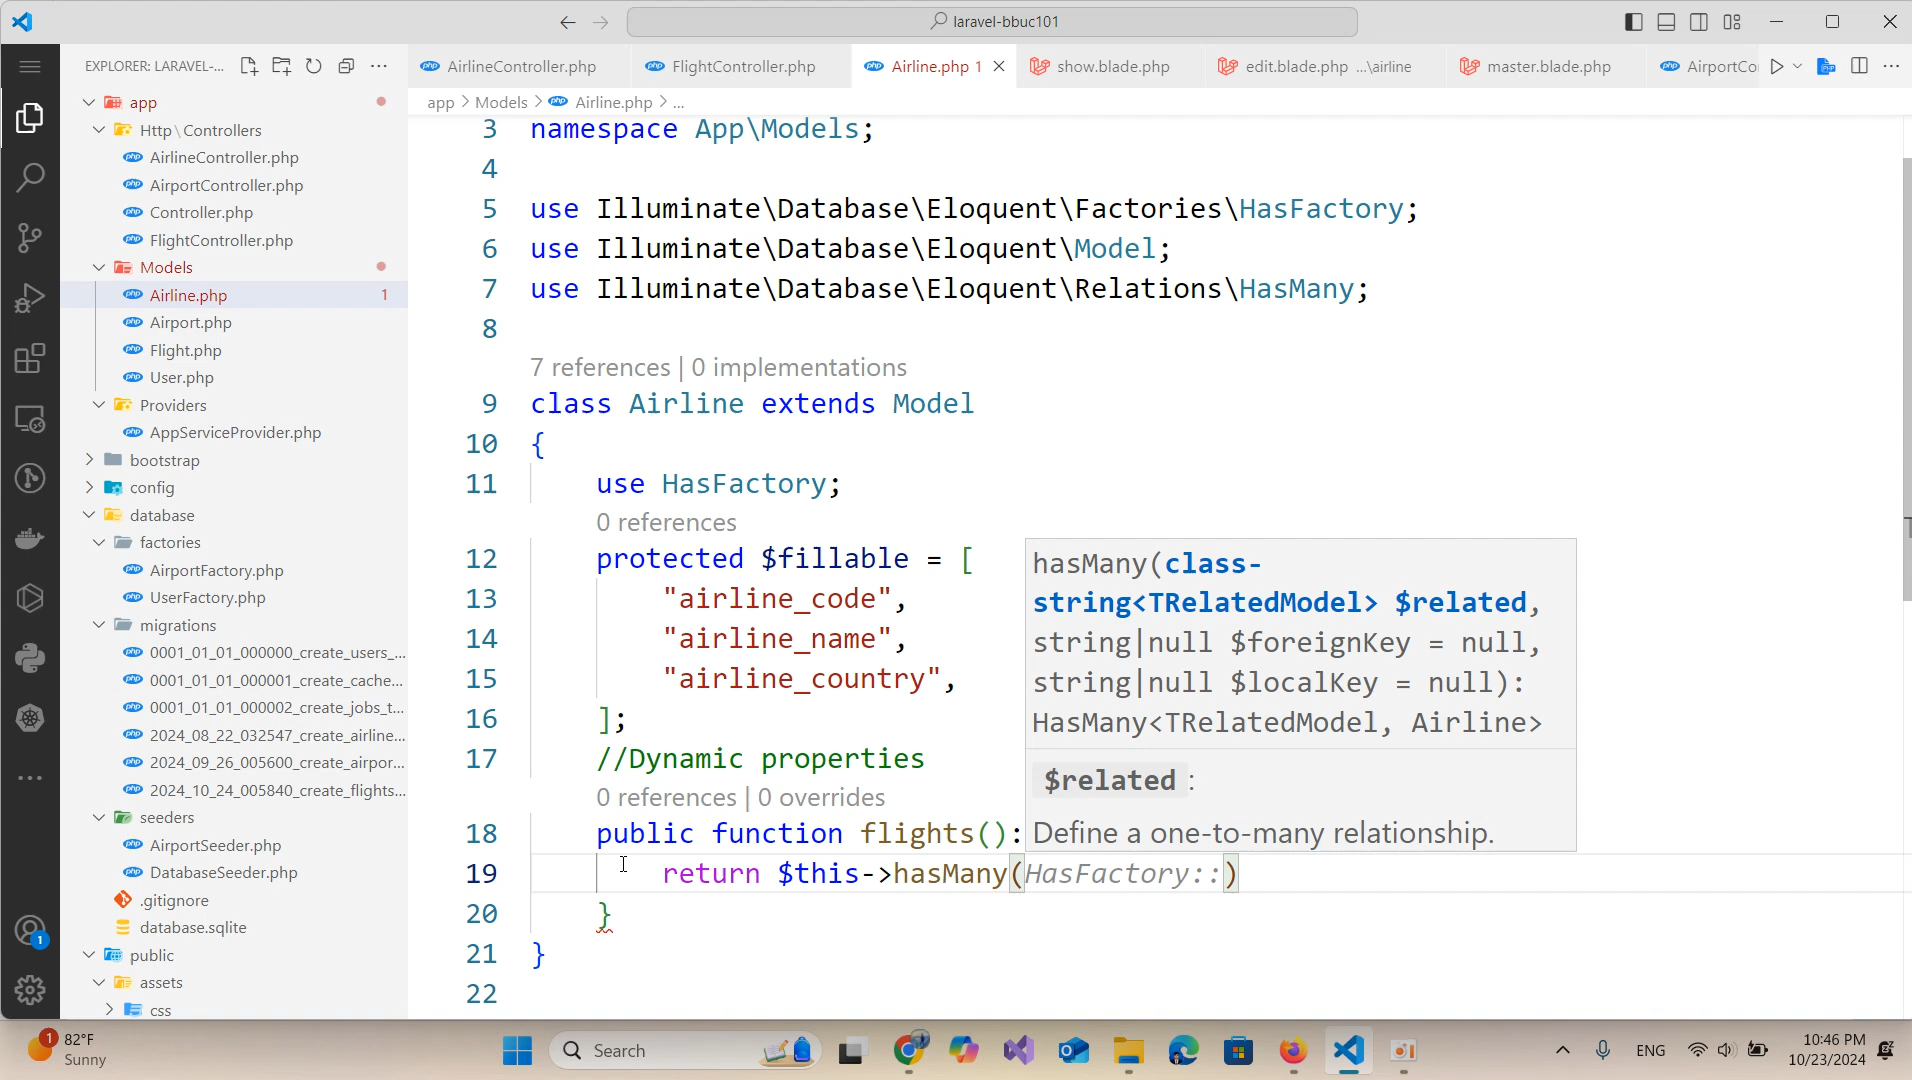 laravel-bbuc101
EXPLORER: LARAVEL-...
AirlineController.php
FlightController.php
Airline.php 1
show.blade.php
edit.blade.php ...\airline
master.blade.php
AirportCo
app > Models > Airline.php > ...
app
Http\Controllers
AirlineController.php
AirportController.php
Controller.php
FlightController.php
Models
Airline.php 1
Airport.php
Flight.php
User.php
Providers
AppServiceProvider.php
bootstrap
config
database
factories
AirportFactory.php
UserFactory.php
migrations
0001_01_01_000000_create_users_...
0001_01_01_000001_create_cache...
0001_01_01_000002_create_jobs_t...
2024_08_22_032547_create_airline...
2024_09_26_005600_create_airpor...
2024_10_24_005840_create_flights...
seeders
AirportSeeder.php
DatabaseSeeder.php
.gitignore
database.sqlite
public
assets
css
3 namespace App\Models;
4
5 use Illuminate\Database\Eloquent\Factories\HasFactory;
6 use Illuminate\Database\Eloquent\Model;
7 use Illuminate\Database\Eloquent\Relations\HasMany;
8
7 references | 0 implementations
9 class Airline extends Model
10 {
11 use HasFactory;
0 references
12 protected $fillable = [
13 "airline_code",
14 "airline_name",
15 "airline_country",
16 ];
17 //Dynamic properties
0 references | 0 overrides
18 public function flights():
19 return $this->hasMany(HasFactory::)
20 }
21 }
22
hasMany(class-
string<TRelatedModel> $related,
string|null $foreignKey = null,
string|null $localKey = null):
HasMany<TRelatedModel, Airline>
$related:
Define a one-to-many relationship.
1
1
82°F
Sunny
Search
ENG
10:46 PM
10/23/2024